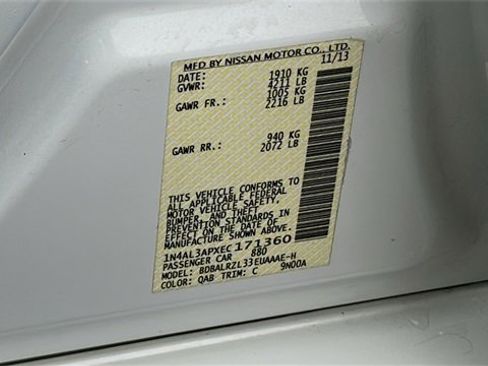 MFD BY NISSAN MOTOR CO., LTD.
DATE: 11/13
GVWR: 1910 KG
4211 LB
GAWR FR.: 1005 KG
2216 LB
GAWR RR.: 940 KG
2072 LB
THIS VEHICLE CONFORMS TO
ALL APPLICABLE FEDERAL
MOTOR VEHICLE SAFETY,
BUMPER, AND THEFT
PREVENTION STANDARDS IN
EFFECT ON THE DATE OF
MANUFACTURE SHOWN ABOVE.
1N4AL3APXEC171360
PASSENGER CAR 880
MODEL: BDBALRZL33EUAAAE-H
COLOR: QAB TRIM: C 9N00A